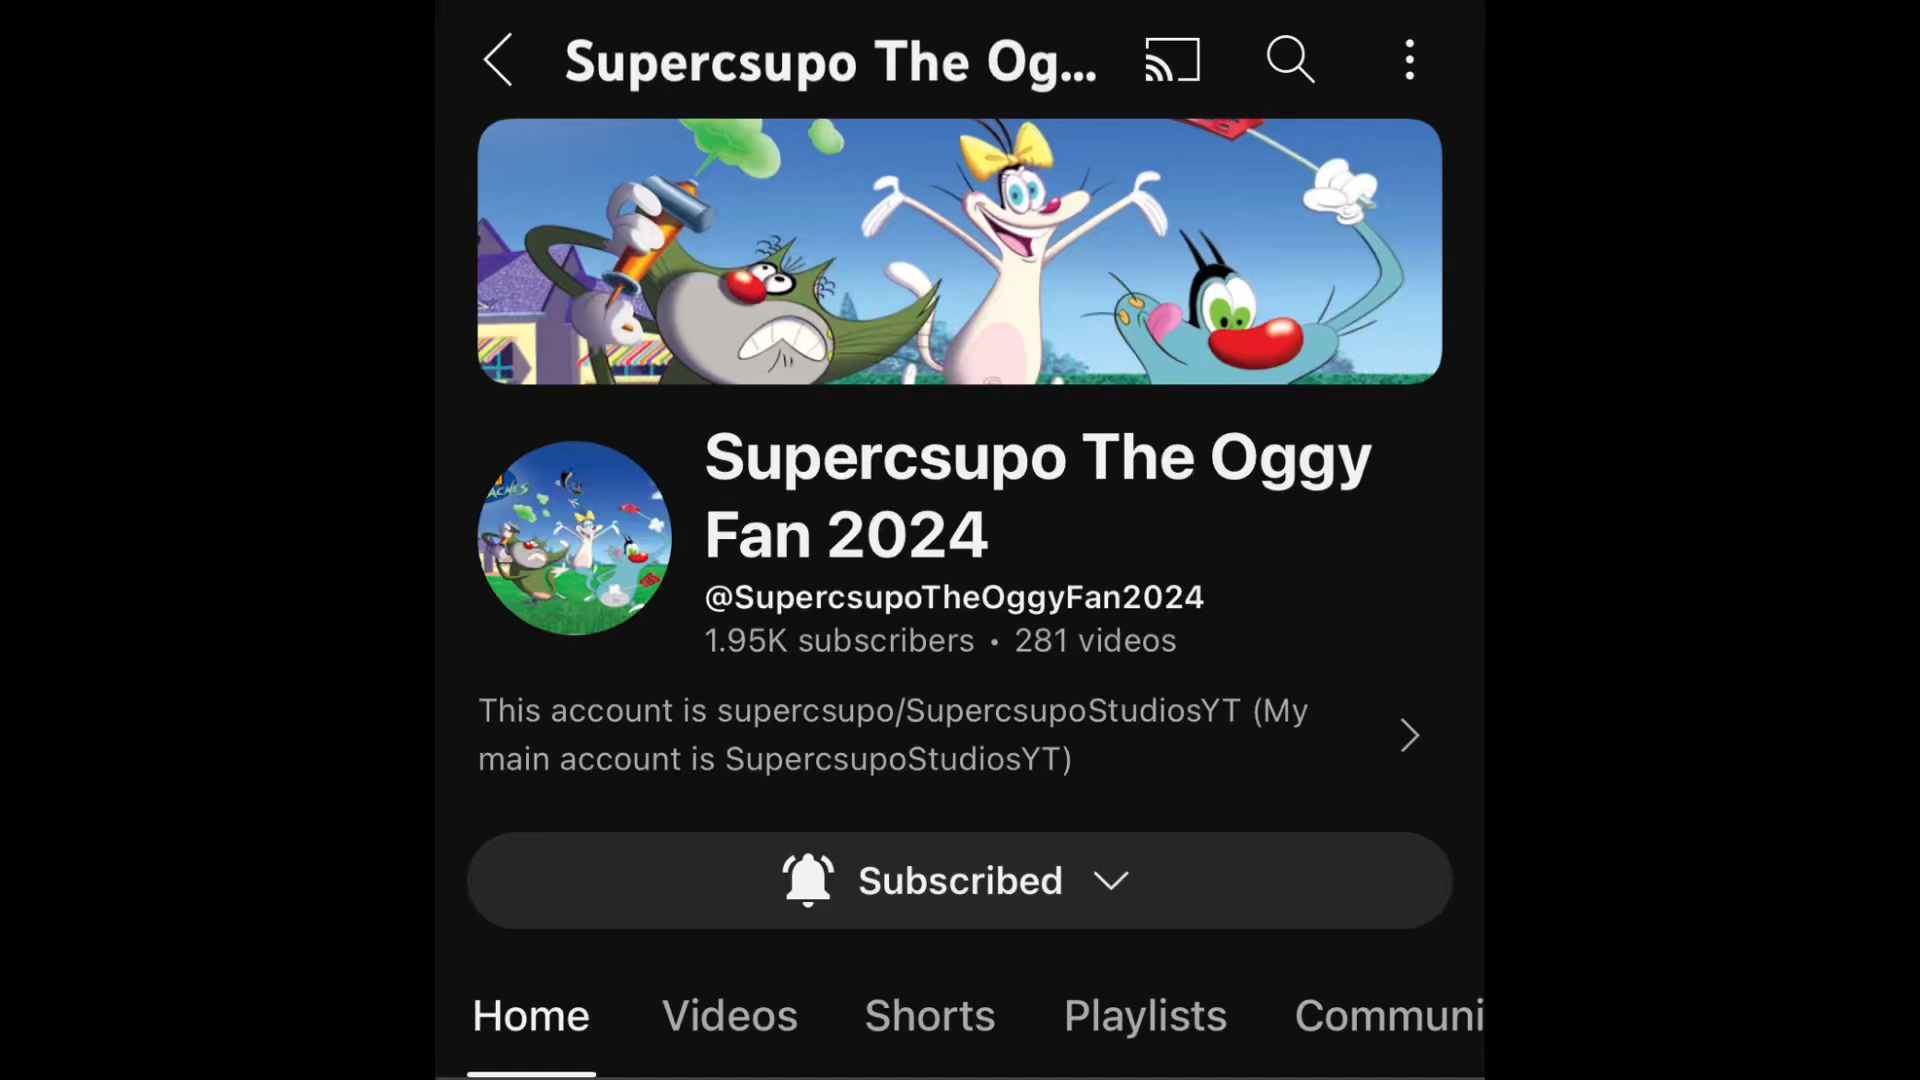 Supercsupo The Og...
Supercsupo The Oggy
Fan 2024
@SupercsupoTheOggyFan2024
1.95K subscribers • 281 videos
This account is supercsupo/SupercsupoStudiosYT (My
main account is SupercsupoStudiosYT)
Subscribed
Home Videos Shorts Playlists Communi